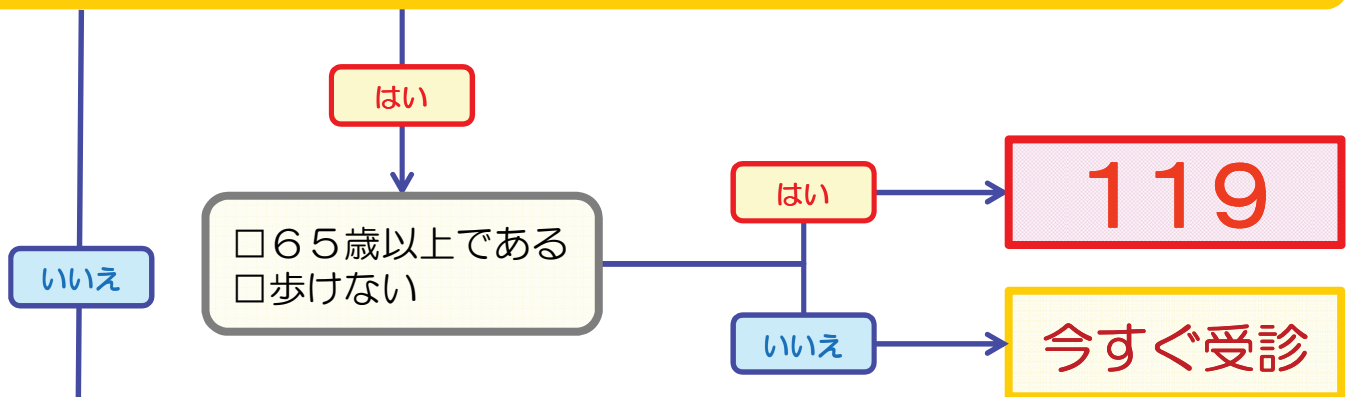 はい
はい
119
□６５歳以上である
□歩けない
いいえ
いいえ
今すぐ受診